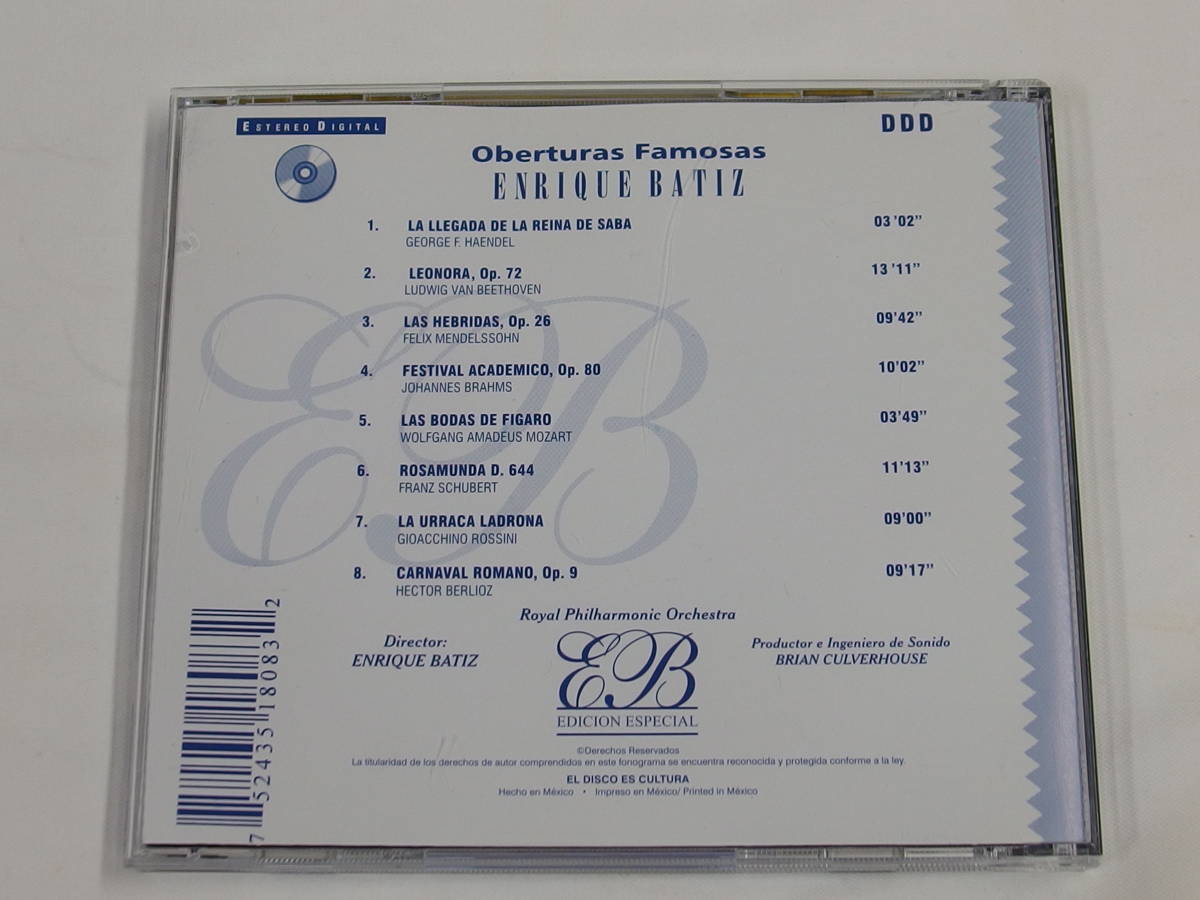 ESTEREO DIGITAL
DDD
Oberturas Famosas
ENRIQUE BATIZ
1. LA LLEGADA DE LA REINA DE SABA 03'02"
GEORGE F. HAENDEL
2. LEONORA, Op. 72 13'11"
LUDWIG VAN BEETHOVEN
3. LAS HEBRIDAS, Op. 26 09'42"
FELIX MENDELSSOHN
4. FESTIVAL ACADEMICO, Op. 80 10'02"
JOHANNES BRAHMS
5. LAS BODAS DE FIGARO 03'49"
WOLFGANG AMADEUS MOZART
6. ROSAMUNDA D. 644 11'13"
FRANZ SCHUBERT
7. LA URRACA LADRONA 09'00"
GIOACCHINO ROSSINI
8. CARNAVAL ROMANO, Op. 9 09'17"
HECTOR BERLIOZ
Royal Philharmonic Orchestra
Director:
ENRIQUE BATIZ
EB
EDICION ESPECIAL
Productor e Ingeniero de Sonido
BRIAN CULVERHOUSE
©Derechos Reservados
La titularidad de los derechos de autor comprendidos en este fonograma se encuentra reconocida y protegida conforme a la ley.
EL DISCO ES CULTURA
Hecho en México • Impreso en México/ Printed in México
7 52435 18083 2